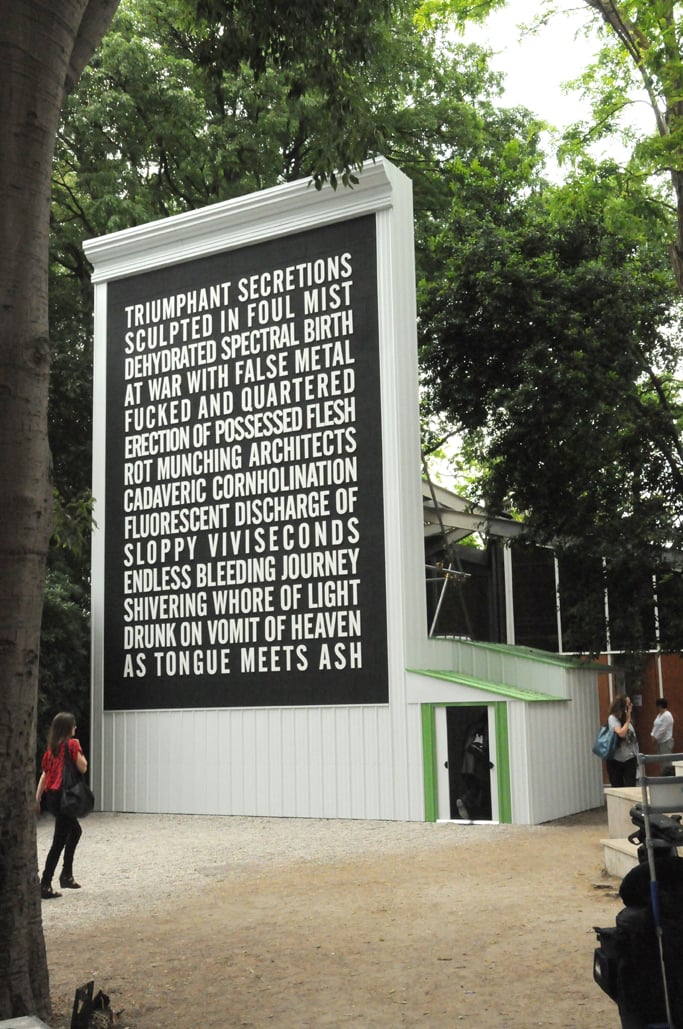 TRIUMPHANT SECRETIONS
SCULPTED IN FOUL MIST
DEHYDRATED SPECTRAL BIRTH
AT WAR WITH FALSE METAL
FUCKED AND QUARTERED
ERECTION OF POSSESSED FLESH
ROT MUNCHING ARCHITECTS
CADAVERIC CORNHOLINATION
FLUORESCENT DISCHARGE OF
SLOPPY VIVISECONDS
ENDLESS BLEEDING JOURNEY
SHIVERING WHORE OF LIGHT
DRUNK ON VOMIT OF HEAVEN
AS TONGUE MEETS ASH